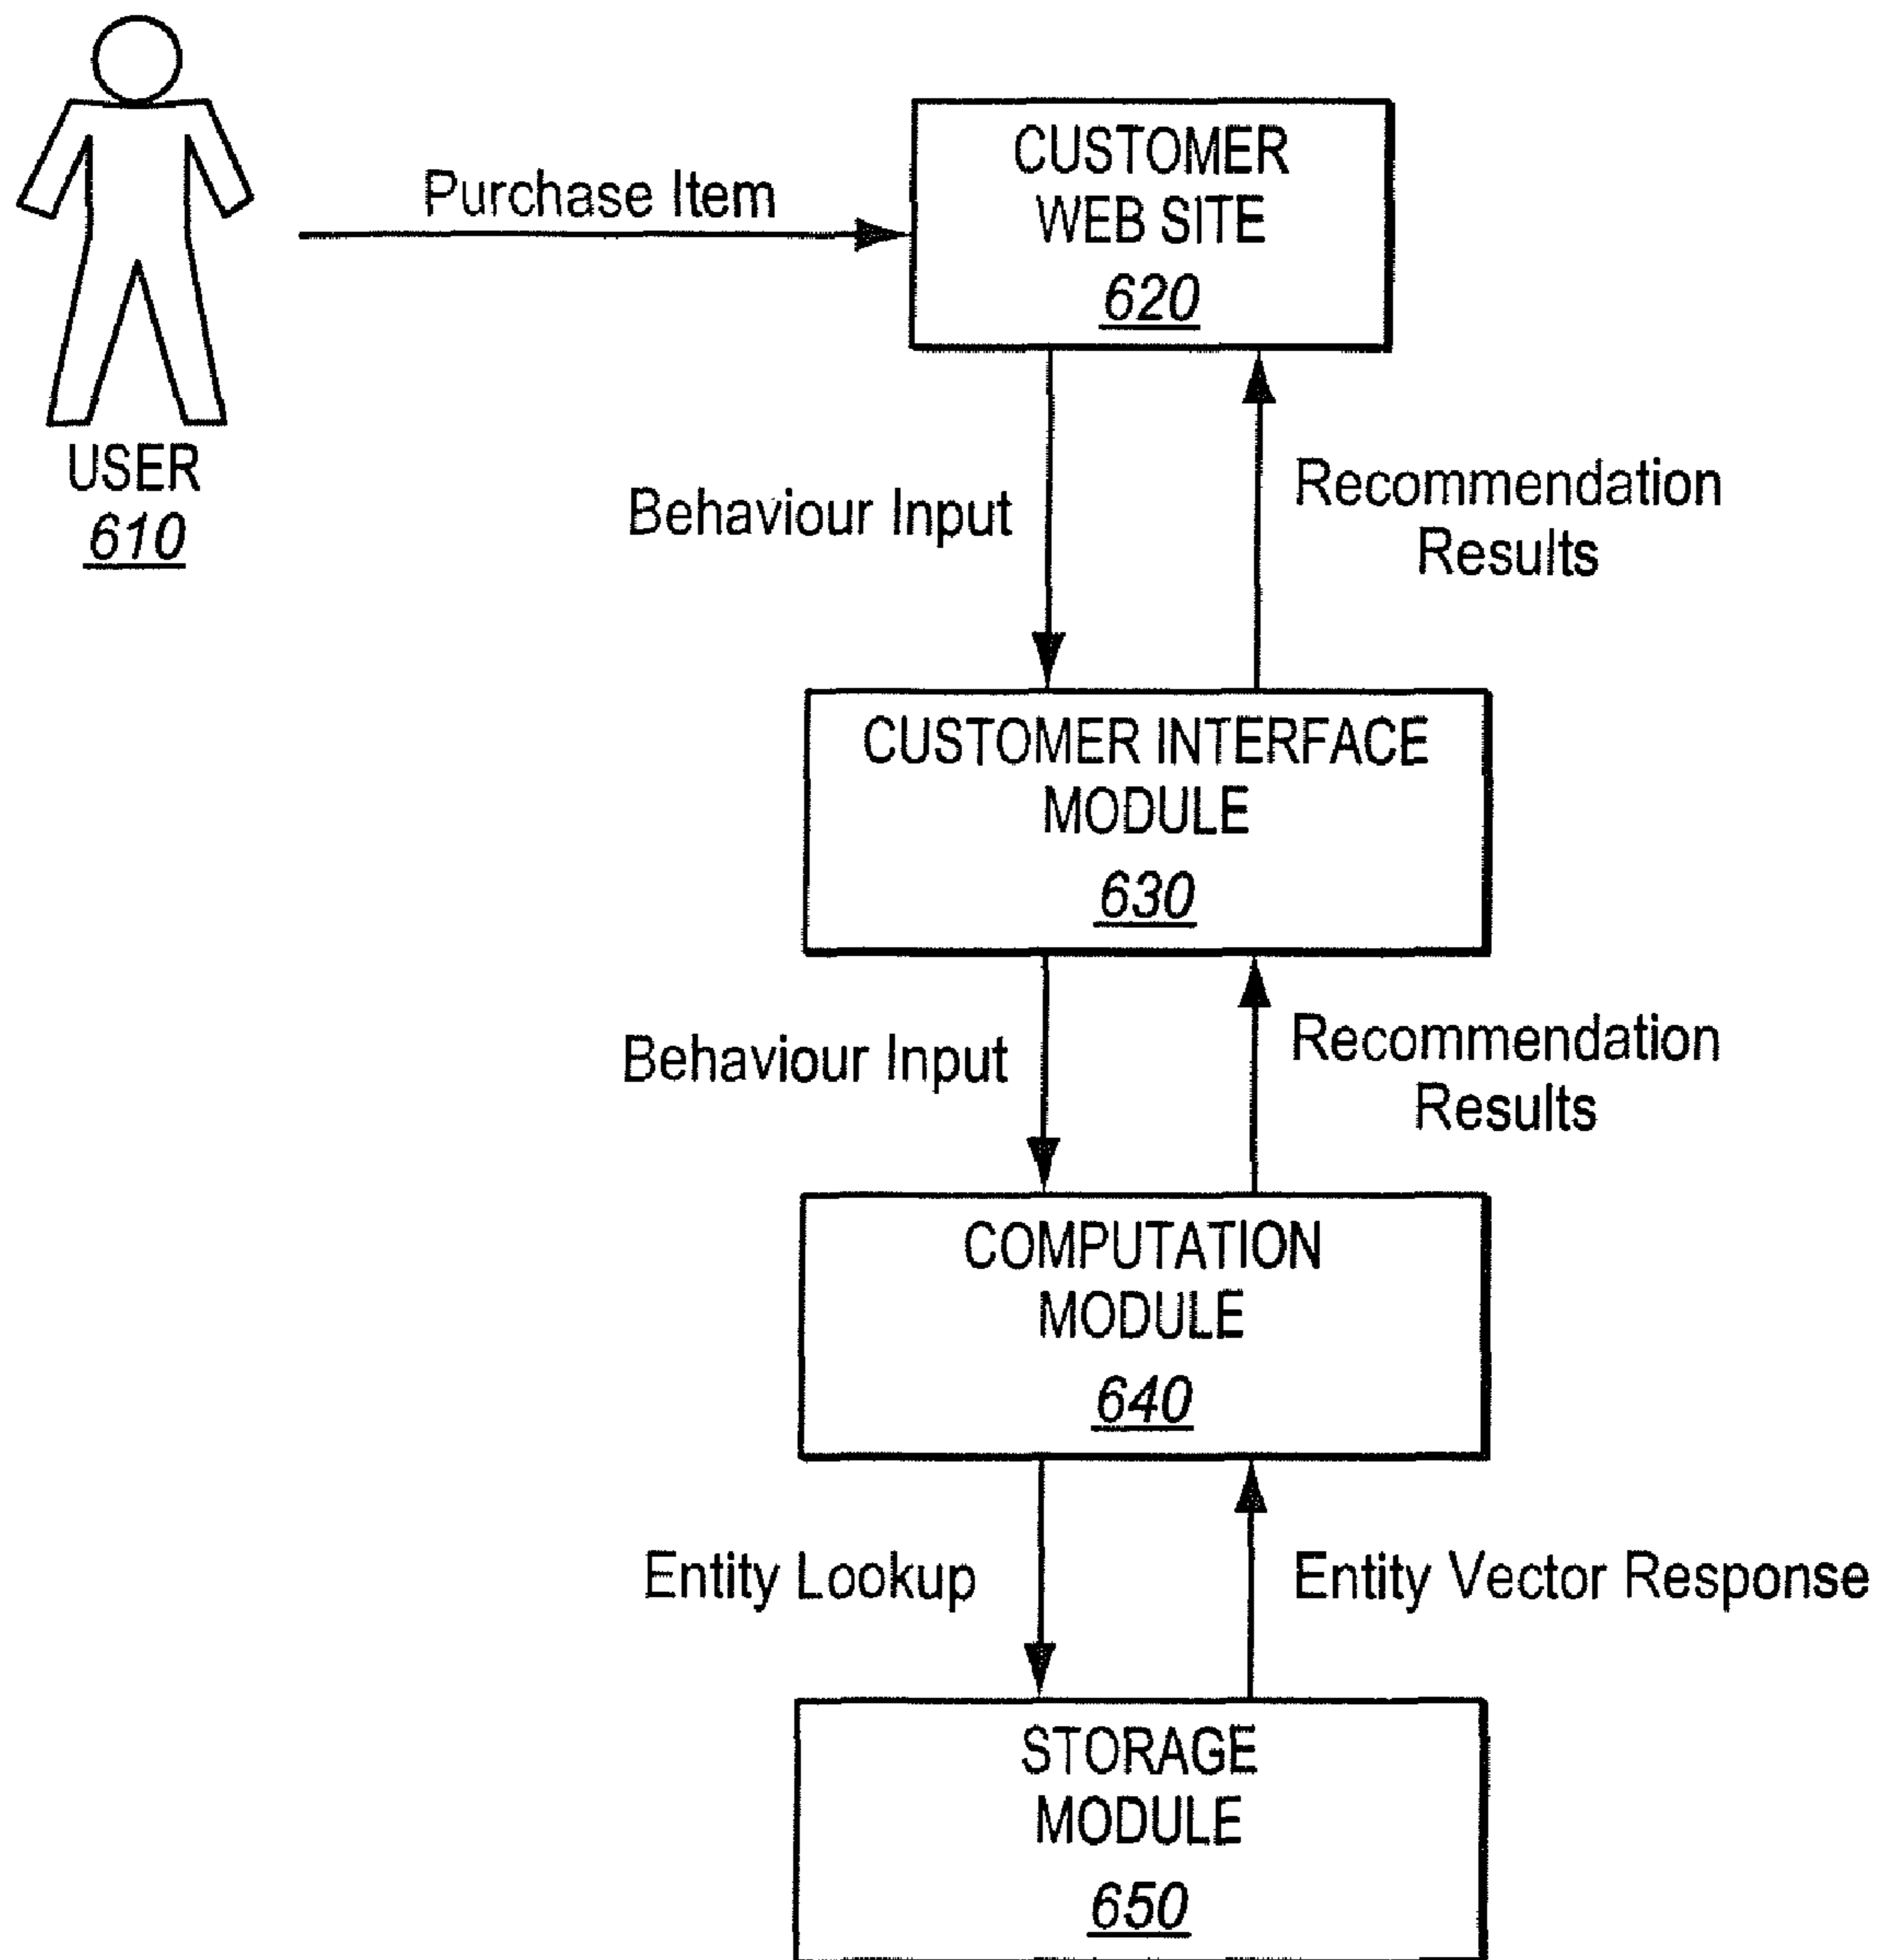 CUSTOMER
WEB SITE
620
Purchase Item
USER
610
Behaviour Input
Recommendation
Results
CUSTOMER INTERFACE
MODULE
630
Behaviour Input
Recommendation
Results
COMPUTATION
MODULE
640
Entity Lookup
Entity Vector Response
STORAGE
MODULE
650